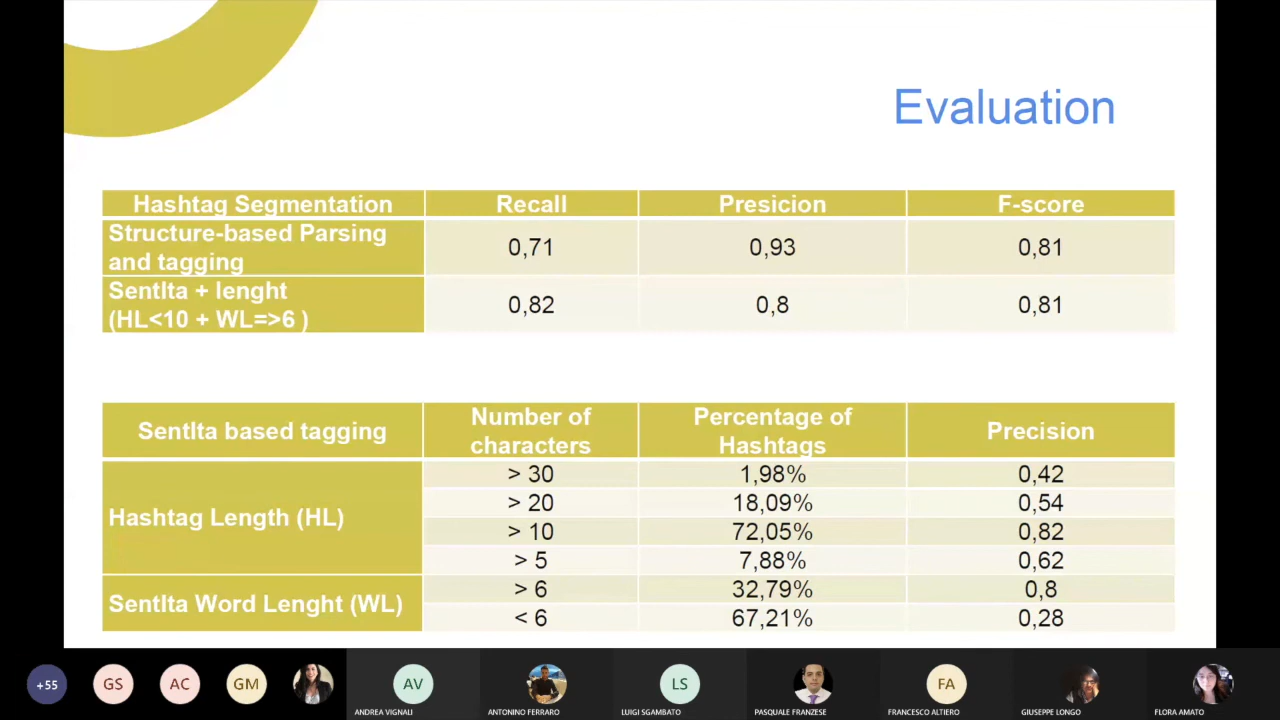 Evaluation
Hashtag Segmentation Recall Presicion F-score
Structure-based Parsing
and tagging
0,71 0,93 0,81
SentIta + lenght
(HL<10 + WL=>6 )
0,82 0,8 0,81
SentIta based tagging
Number of
characters
Percentage of
Hashtags
Precision
Hashtag Length (HL)
> 30 1,98% 0,42
> 20 18,09% 0,54
> 10 72,05% 0,82
> 5 7,88% 0,62
SentIta Word Lenght (WL)
> 6 32,79% 0,8
< 6 67,21% 0,28
+55
GS
AC
GM
AV
LS
FA
ANDREA VIGNALI
ANTONINO FERRARO
LUIGI SGAMBATO
PASQUALE FRANZESE
FRANCESCO ALTIERO
GIUSEPPE LONGO
FLORA AMATO